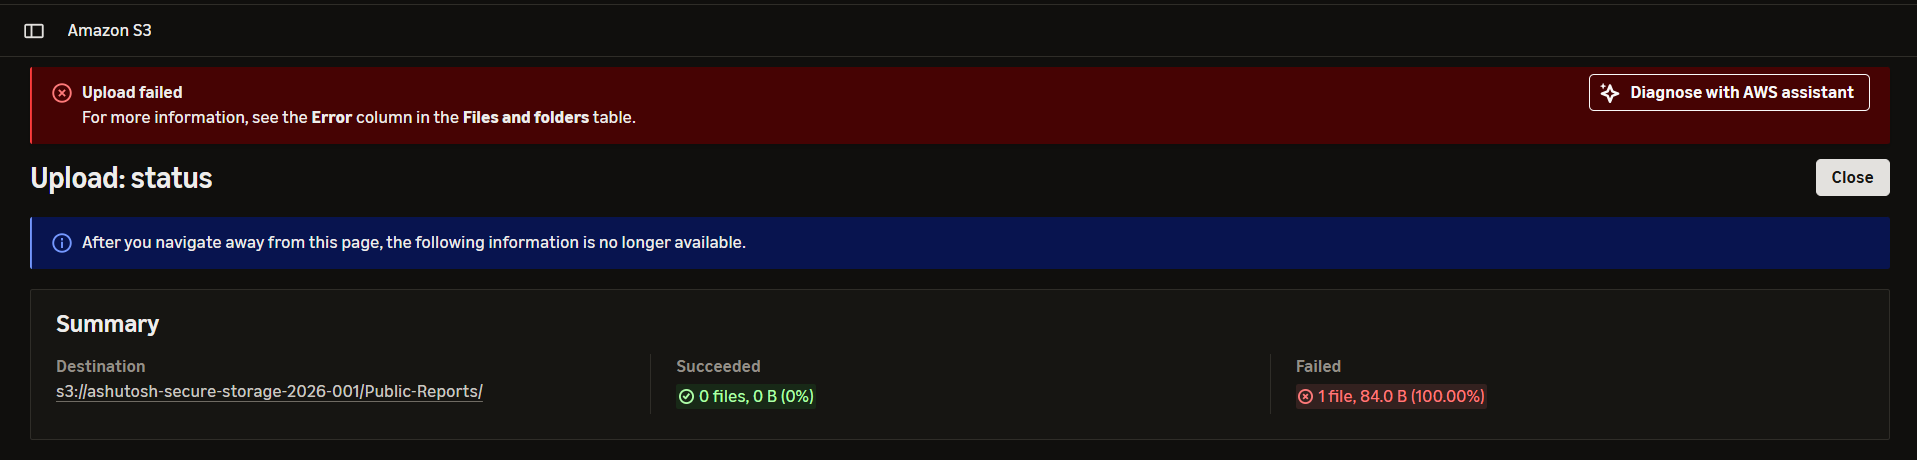 Amazon S3
Upload failed
Diagnose with AWS assistant
For more information, see the Error column in the Files and folders table.
Upload: status
Close
After you navigate away from this page, the following information is no longer available.
Summary
Destination
s3://ashutosh-secure-storage-2026-001/Public-Reports/
Succeeded
0 files, 0 B (0%)
Failed
1 file, 84.0 B (100.00%)